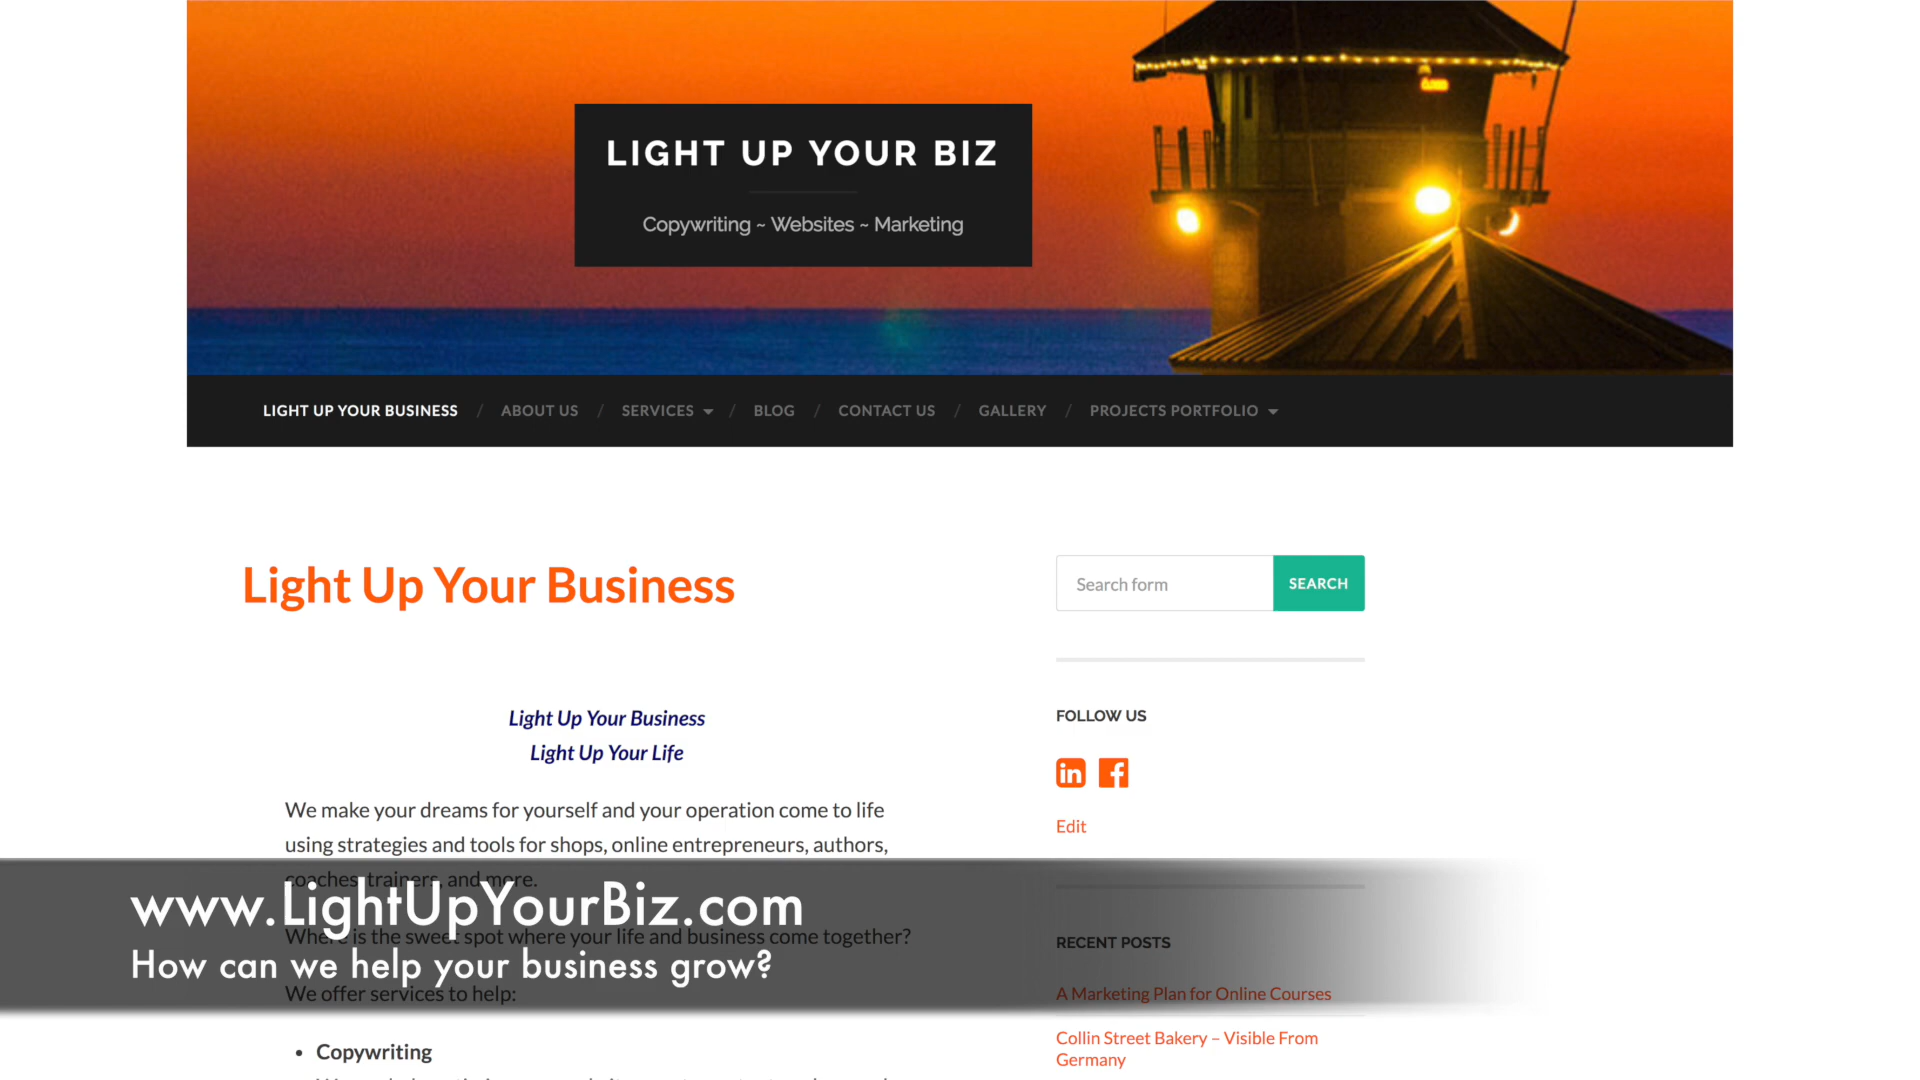 LIGHT UP YOUR BIZ
Copywriting ~ Websites ~ Marketing
LIGHT UP YOUR BUSINESS / ABOUT US / SERVICES / BLOG / CONTACT US / GALLERY / PROJECTS PORTFOLIO
Light Up Your Business
Search form
SEARCH
Light Up Your Business
Light Up Your Life
We make your dreams for yourself and your operation come to life
using strategies and tools for shops, online entrepreneurs, authors,
coaches, trainers, and more.
Where is the sweet spot where your life and business come together?
We offer services to help:
• Copywriting
FOLLOW US
in f
Edit
RECENT POSTS
A Marketing Plan for Online Courses
Collin Street Bakery – Visible From
Germany
www.LightUpYourBiz.com
How can we help your business grow?